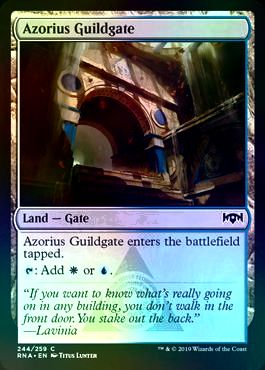 Azorius Guildgate
Land — Gate
Azorius Guildgate enters the battlefield
tapped.
: Add or .
"If you want to know what's really going
on in any building, you don't walk in the
front door. You stake out the back."
—Lavinia
244/259 C
RNA • EN Titus Lunter
™ & © 2019 Wizards of the Coast